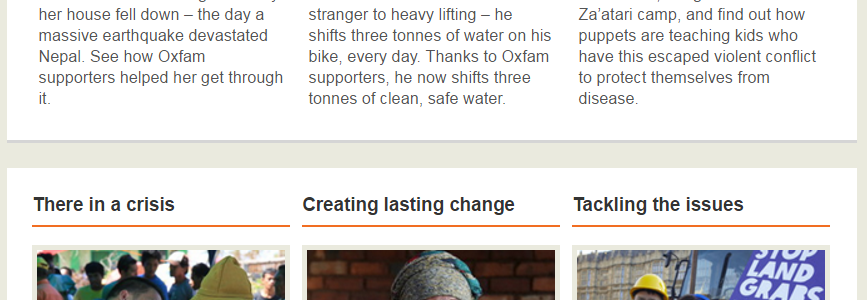 her house fell down – the day a
massive earthquake devastated
Nepal. See how Oxfam
supporters helped her get through
it.
stranger to heavy lifting – he
shifts three tonnes of water on his
bike, every day. Thanks to Oxfam
supporters, he now shifts three
tonnes of clean, safe water.
Za'atari camp, and find out how
puppets are teaching kids who
have this escaped violent conflict
to protect themselves from
disease.
There in a crisis
Creating lasting change
Tackling the issues
STOP
LAND
GRABS